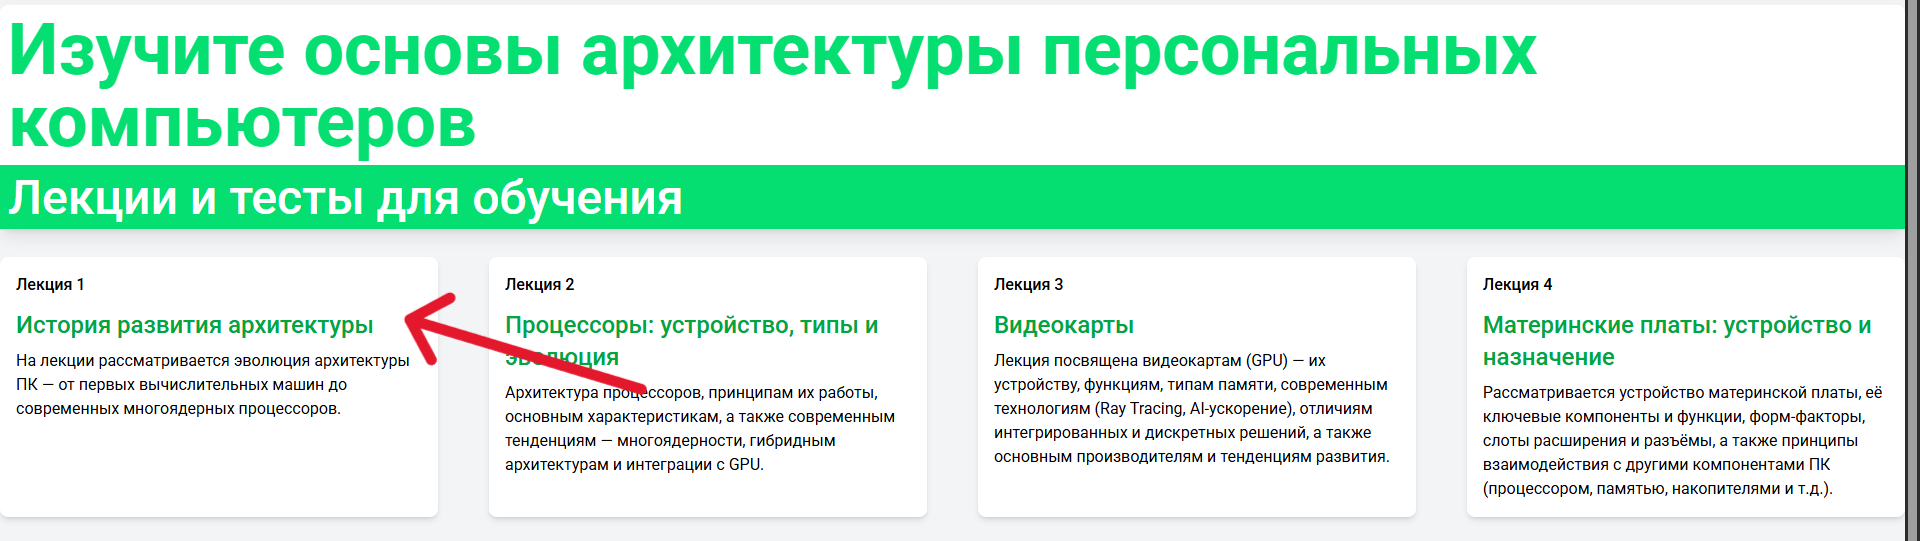 Изучите основы архитектуры персональных
компьютеров
Лекции и тесты для обучения
Лекция 1
История развития архитектуры
На лекции рассматривается эволюция архитектуры
ПК — от первых вычислительных машин до
современных многоядерных процессоров.
Лекция 2
Процессоры: устройство, типы и
эволюция
Архитектура процессоров, принципам их работы,
основным характеристикам, а также современным
тенденциям — многоядерности, гибридным
архитектурам и интеграции с GPU.
Лекция 3
Видеокарты
Лекция посвящена видеокартам (GPU) — их
устройству, функциям, типам памяти, современным
технологиям (Ray Tracing, AI-ускорение), отличиям
интегрированных и дискретных решений, а также
основным производителям и тенденциям развития.
Лекция 4
Материнские платы: устройство и
назначение
Рассматривается устройство материнской платы, её
ключевые компоненты и функции, форм-факторы,
слоты расширения и разъёмы, а также принципы
взаимодействия с другими компонентами ПК
(процессором, памятью, накопителями и т.д.).